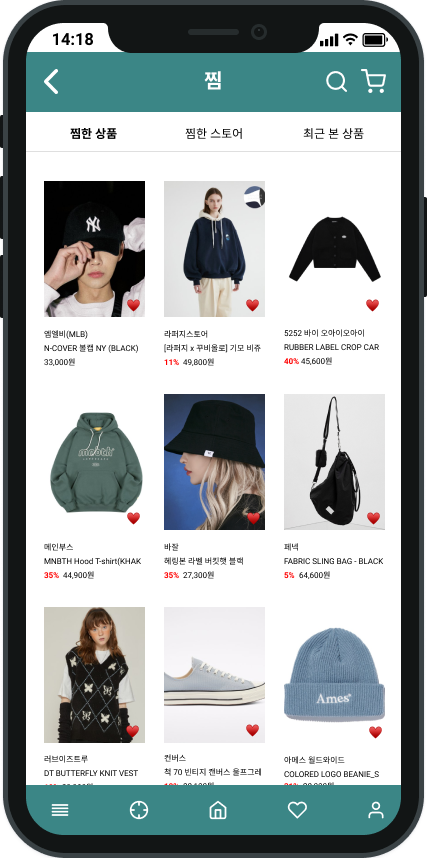 14:18
찜
찜한 상품
찜한 스토어
최근 본 상품
NY
엠엘비(MLB)
N-COVER 볼캡 NY (BLACK)
33,000원
라퍼지스토어
[라퍼지 x 꾸비올로] 기모 비쥬
11% 49,800원
5252 바이 오아이오아이
RUBBER LABEL CROP CAR
40% 45,600원
mnbth
메인부스
MNBTH Hood T-shirt(KHAK
35% 44,900원
바잘
헤링본 라벨 버킷햇 블랙
35% 27,300원
페넥
FABRIC SLING BAG - BLACK
5% 64,600원
러브이즈트루
DT BUTTERFLY KNIT VEST
컨버스
척 70 빈티지 캔버스 울프그레
Ames
아메스 월드와이드
COLORED LOGO BEANIE_S